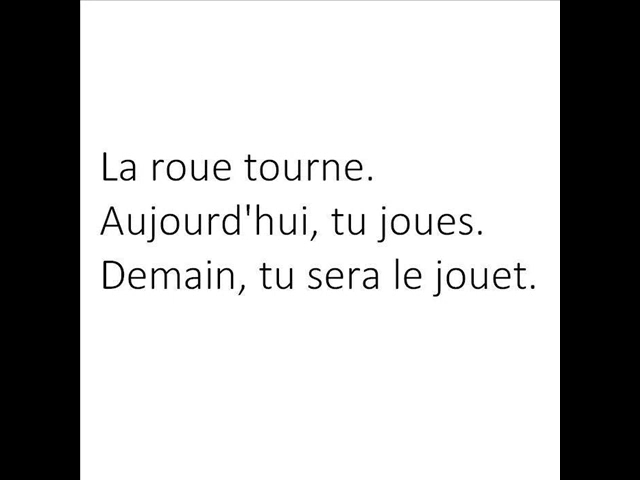 La roue tourne.
Aujourd'hui, tu joues.
Demain, tu sera le jouet.